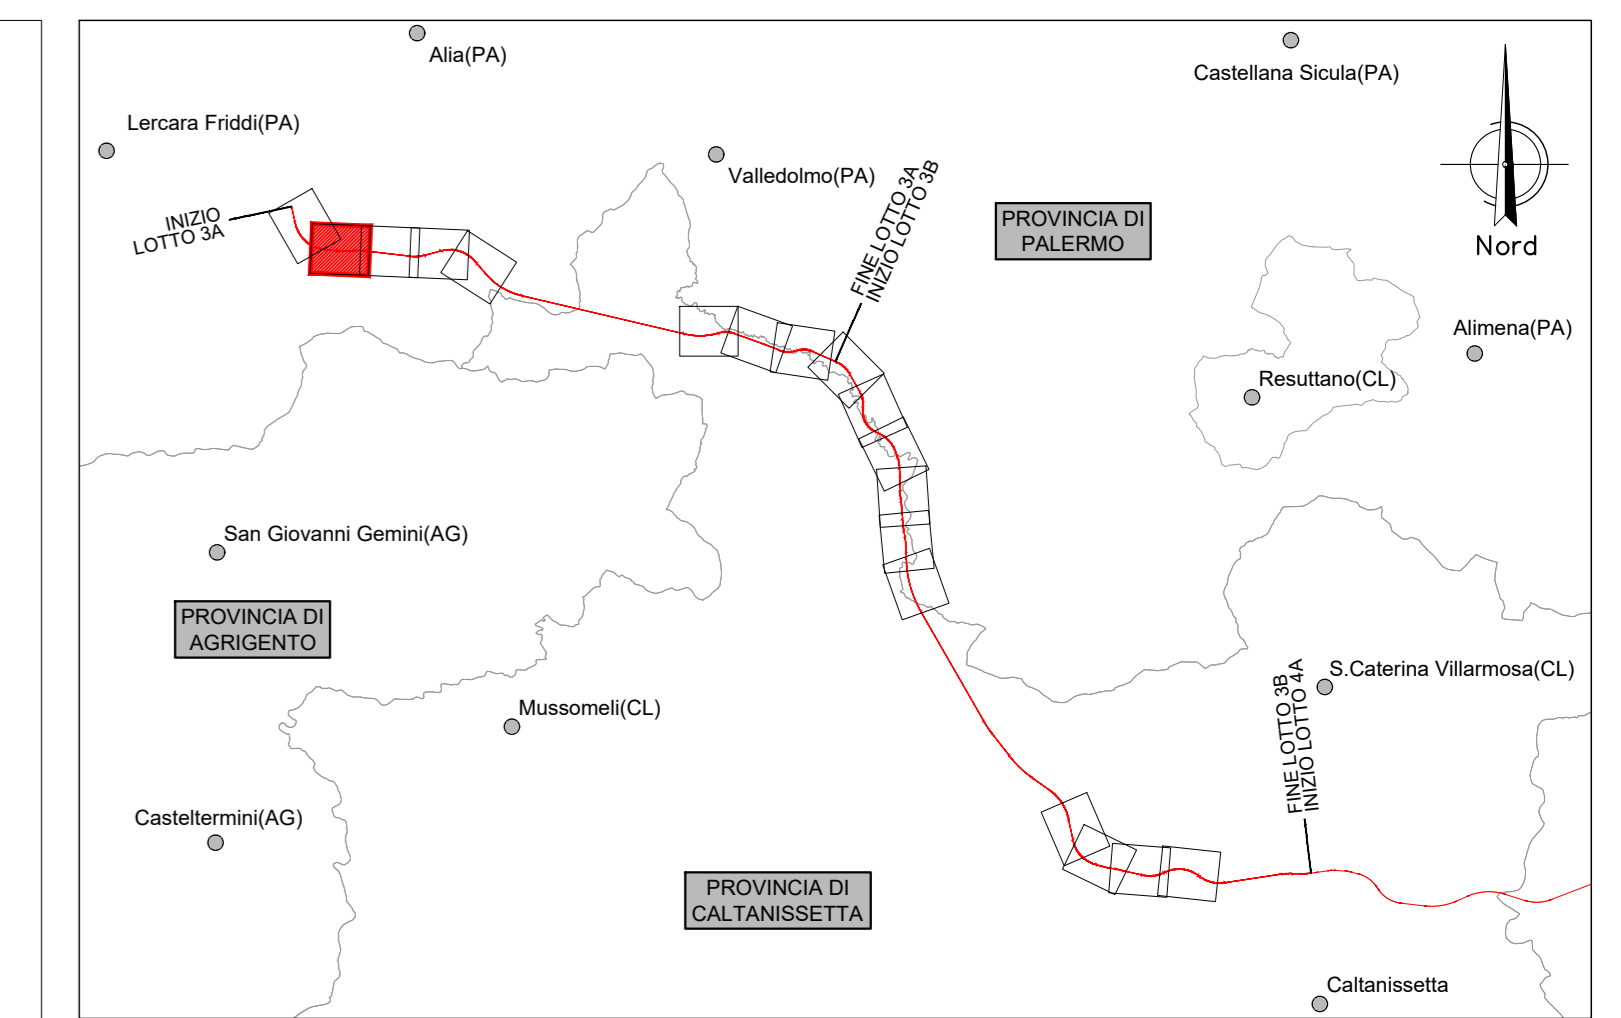 Alia(PA)
Castellana Sicula(PA)
Lercara Friddi(PA)
Valledolmo(PA)
INIZIO
LOTTO 3A
FINE LOTTO 3A
INIZIO LOTTO 3B
PROVINCIA DI
PALERMO
Nord
Alimena(PA)
Resuttano(CL)
San Giovanni Gemini(AG)
PROVINCIA DI
AGRIGENTO
S.Caterina Villarmosa(CL)
FINE LOTTO 3B
INIZIO LOTTO 4A
Mussomeli(CL)
Casteltermini(AG)
PROVINCIA DI
CALTANISSETTA
Caltanissetta